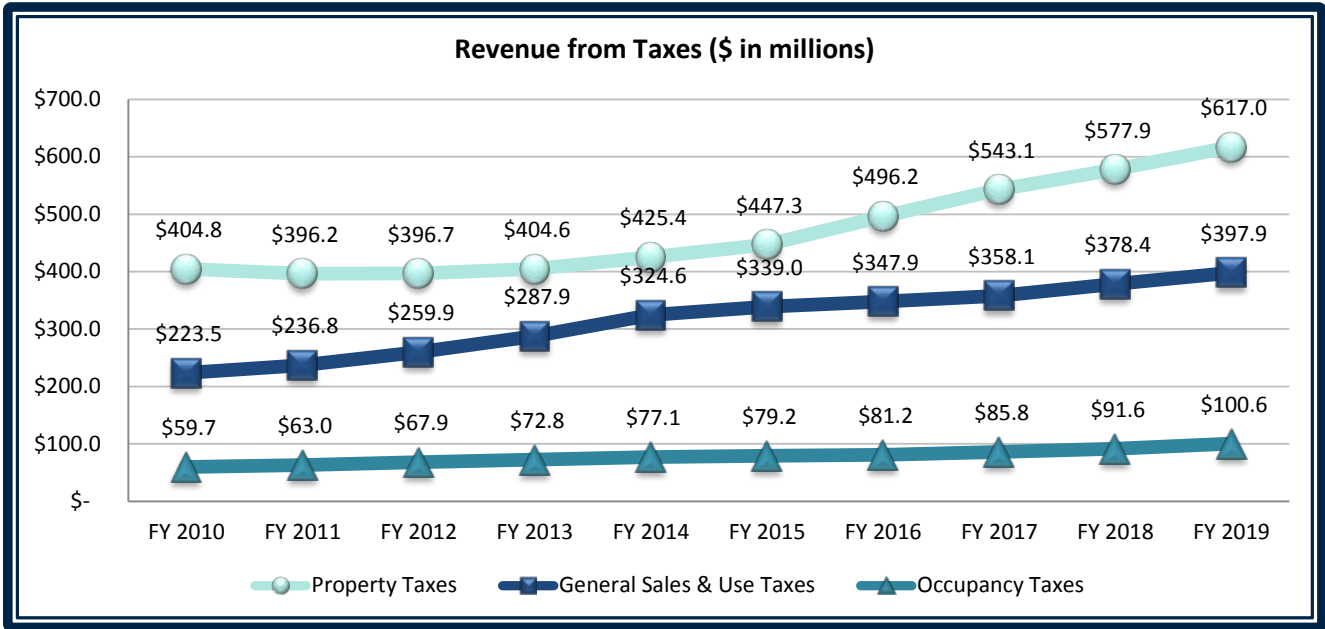 Revenue from Taxes ($ in millions)
$700.0
$600.0
$500.0
$400.0
$300.0
$200.0
$100.0
$-
$404.8 $396.2 $396.7 $404.6 $425.4 $447.3 $496.2 $543.1 $577.9 $617.0
$223.5 $236.8 $259.9 $287.9 $324.6 $339.0 $347.9 $358.1 $378.4 $397.9
$59.7 $63.0 $67.9 $72.8 $77.1 $79.2 $81.2 $85.8 $91.6 $100.6
FY 2010 FY 2011 FY 2012 FY 2013 FY 2014 FY 2015 FY 2016 FY 2017 FY 2018 FY 2019
Property Taxes General Sales & Use Taxes Occupancy Taxes